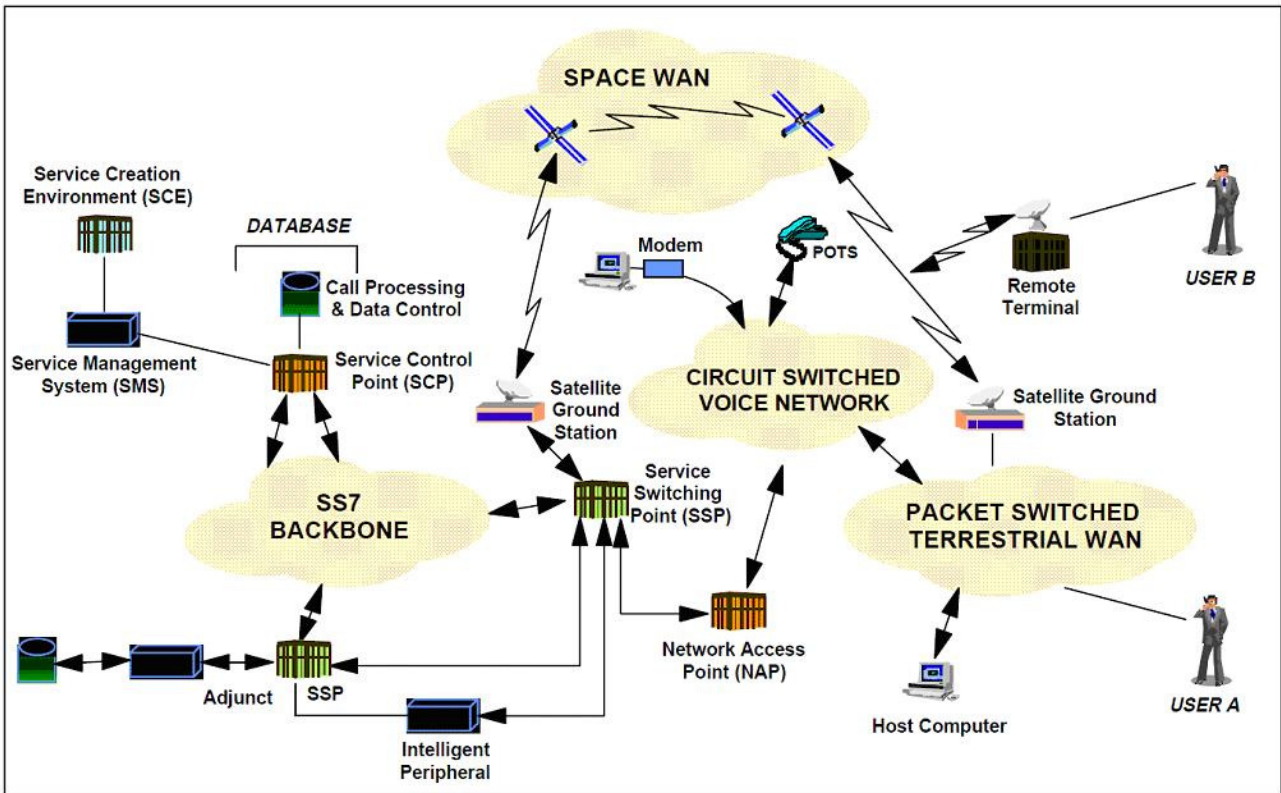 SPACE WAN
Service Creation
Environment (SCE)
DATABASE
Call Processing
& Data Control
Service Management
System (SMS)
Service Control
Point (SCP)
Modem
POTS
Remote
Terminal
USER B
Satellite
Ground
Station
CIRCUIT SWITCHED
VOICE NETWORK
Satellite Ground
Station
SS7
BACKBONE
Service
Switching
Point (SSP)
PACKET SWITCHED
TERRESTRIAL WAN
Adjunct
SSP
Network Access
Point (NAP)
Intelligent
Peripheral
Host Computer
USER A